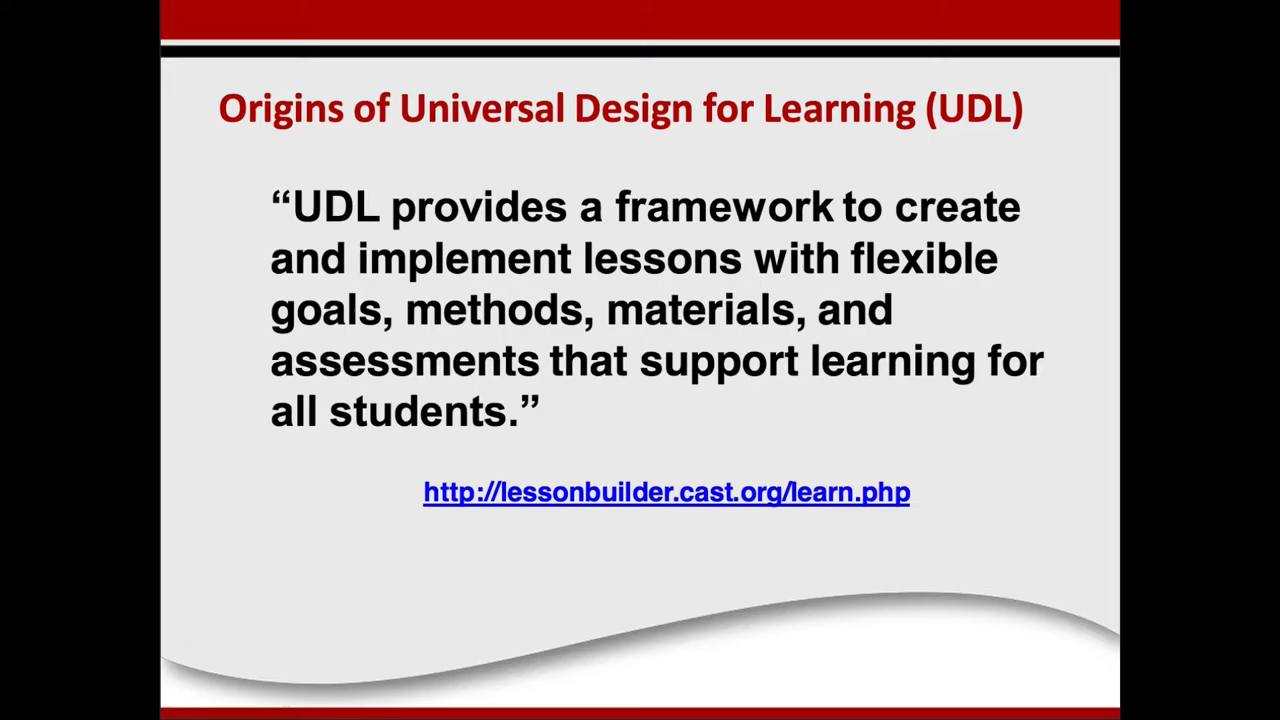 Origins of Universal Design for Learning (UDL)
“UDL provides a framework to create
and implement lessons with flexible
goals, methods, materials, and
assessments that support learning for
all students.”
http://lessonbuilder.cast.org/learn.php